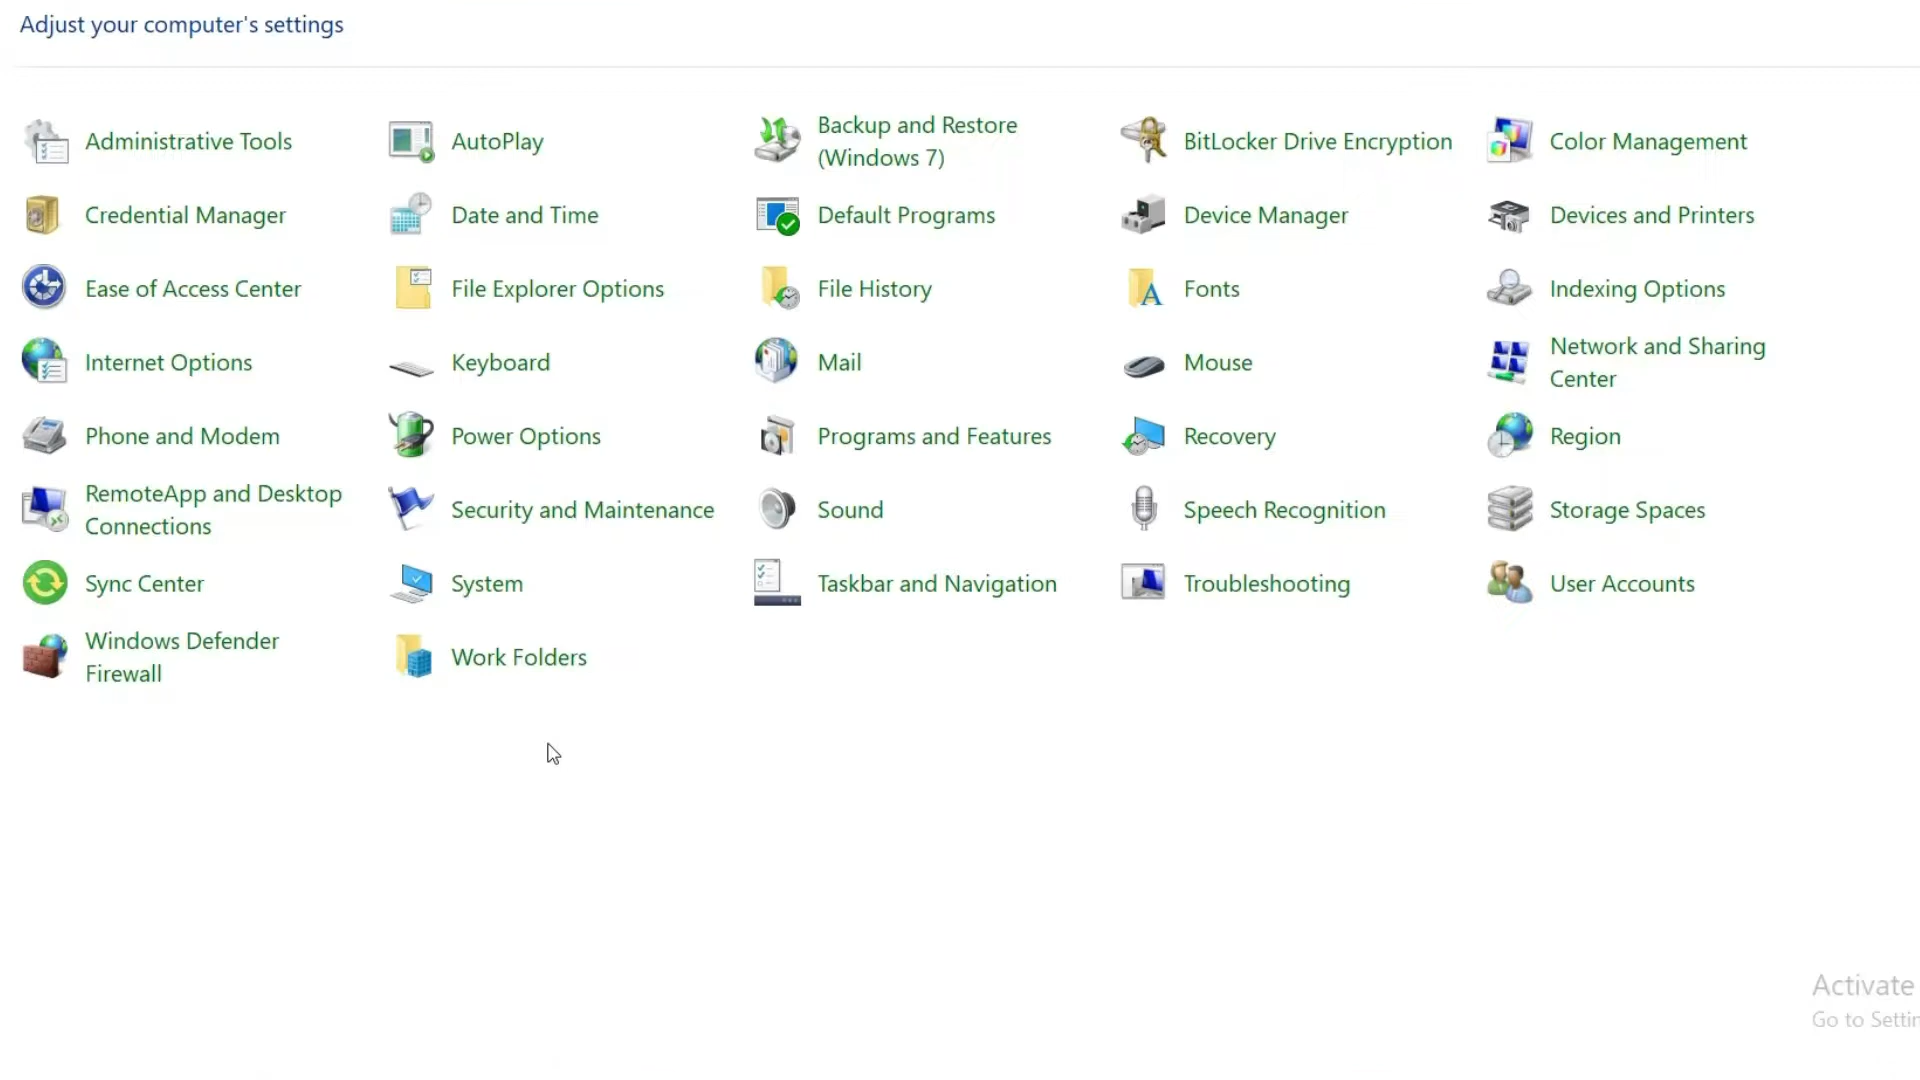 Adjust your computer's settings
Administrative Tools
AutoPlay
Backup and Restore
(Windows 7)
BitLocker Drive Encryption
Color Management
Credential Manager
Date and Time
Default Programs
Device Manager
Devices and Printers
Ease of Access Center
File Explorer Options
File History
Fonts
Indexing Options
Internet Options
Keyboard
Mail
Mouse
Network and Sharing
Center
Phone and Modem
Power Options
Programs and Features
Recovery
Region
RemoteApp and Desktop
Connections
Security and Maintenance
Sound
Speech Recognition
Storage Spaces
Sync Center
System
Taskbar and Navigation
Troubleshooting
User Accounts
Windows Defender
Firewall
Work Folders
Activate
Go to